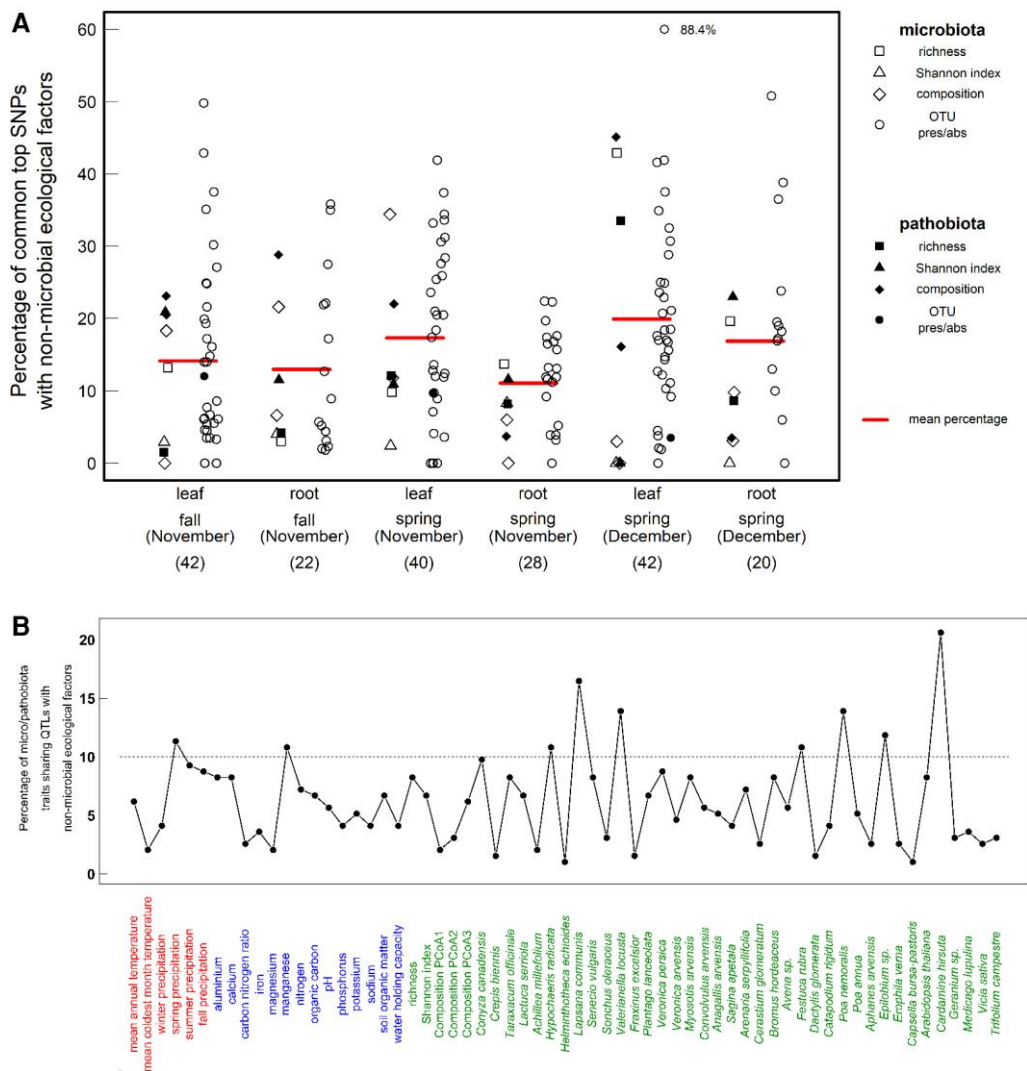 A
Percentage of common top SNPs
with non-microbial ecological factors
60
50
40
30
20
10
0
88.4%
leaf
fall
(November)
(42)
root
fall
(November)
(22)
leaf
spring
(November)
(40)
root
spring
(November)
(28)
leaf
spring
(December)
(42)
root
spring
(December)
(20)
microbiota
richness
Shannon index
composition
OTU
pres/abs
pathobiota
richness
Shannon index
composition
OTU
pres/abs
mean percentage
B
Percentage of micro/pathobiota
traits sharing QTLs with
non-microbial ecological factors
20
15
10
5
0
mean annual temperature
mean coldest month temperature
winter precipitation
spring precipitation
summer precipitation
fall precipitation
aluminium
calcium
carbon nitrogen ratio
iron
magnesium
manganese
nitrogen
organic carbon
pH
phosphorus
potassium
sodium
soil organic matter
water holding capacity
richness
Shannon index
Composition PCoA1
Composition PCoA2
Composition PCoA3
Conyza canadensis
Crepis biennis
Taraxacum officinale
Lactuca serriola
Achillea millefolium
Hypochaeris radicata
Helminthotheca echioides
Lapsana communis
Senecio vulgaris
Sonchus oleraceus
Valerianella locusta
Fraxinus excelsior
Plantago lanceolata
Veronica persica
Veronica arvensis
Myosotis arvensis
Convulvus arvensis
Anagallis arvensis
Sagina apetala
Arenaria serpyllifolia
Cerastium glomeratum
Bromus hordeaceus
Avena sp.
Festuca rubra
Dactylis glomerata
Catapodium rigidum
Poa nemoralis
Poa annua
Aphanes arvensis
Epilobium sp.
Erophila verna
Capsella bursa-pastoris
Arabidopsis thaliana
Cardamine hirsuta
Geranium sp.
Medicago lupulina
Vicia sativa
Trifolium campestre